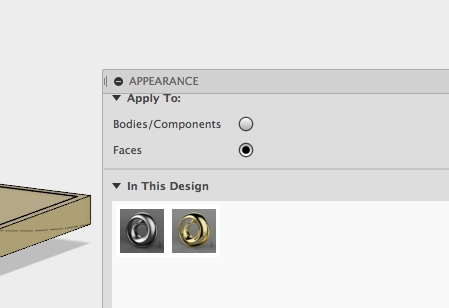 APPEARANCE
Apply To:
Bodies/Components
Faces
In This Design